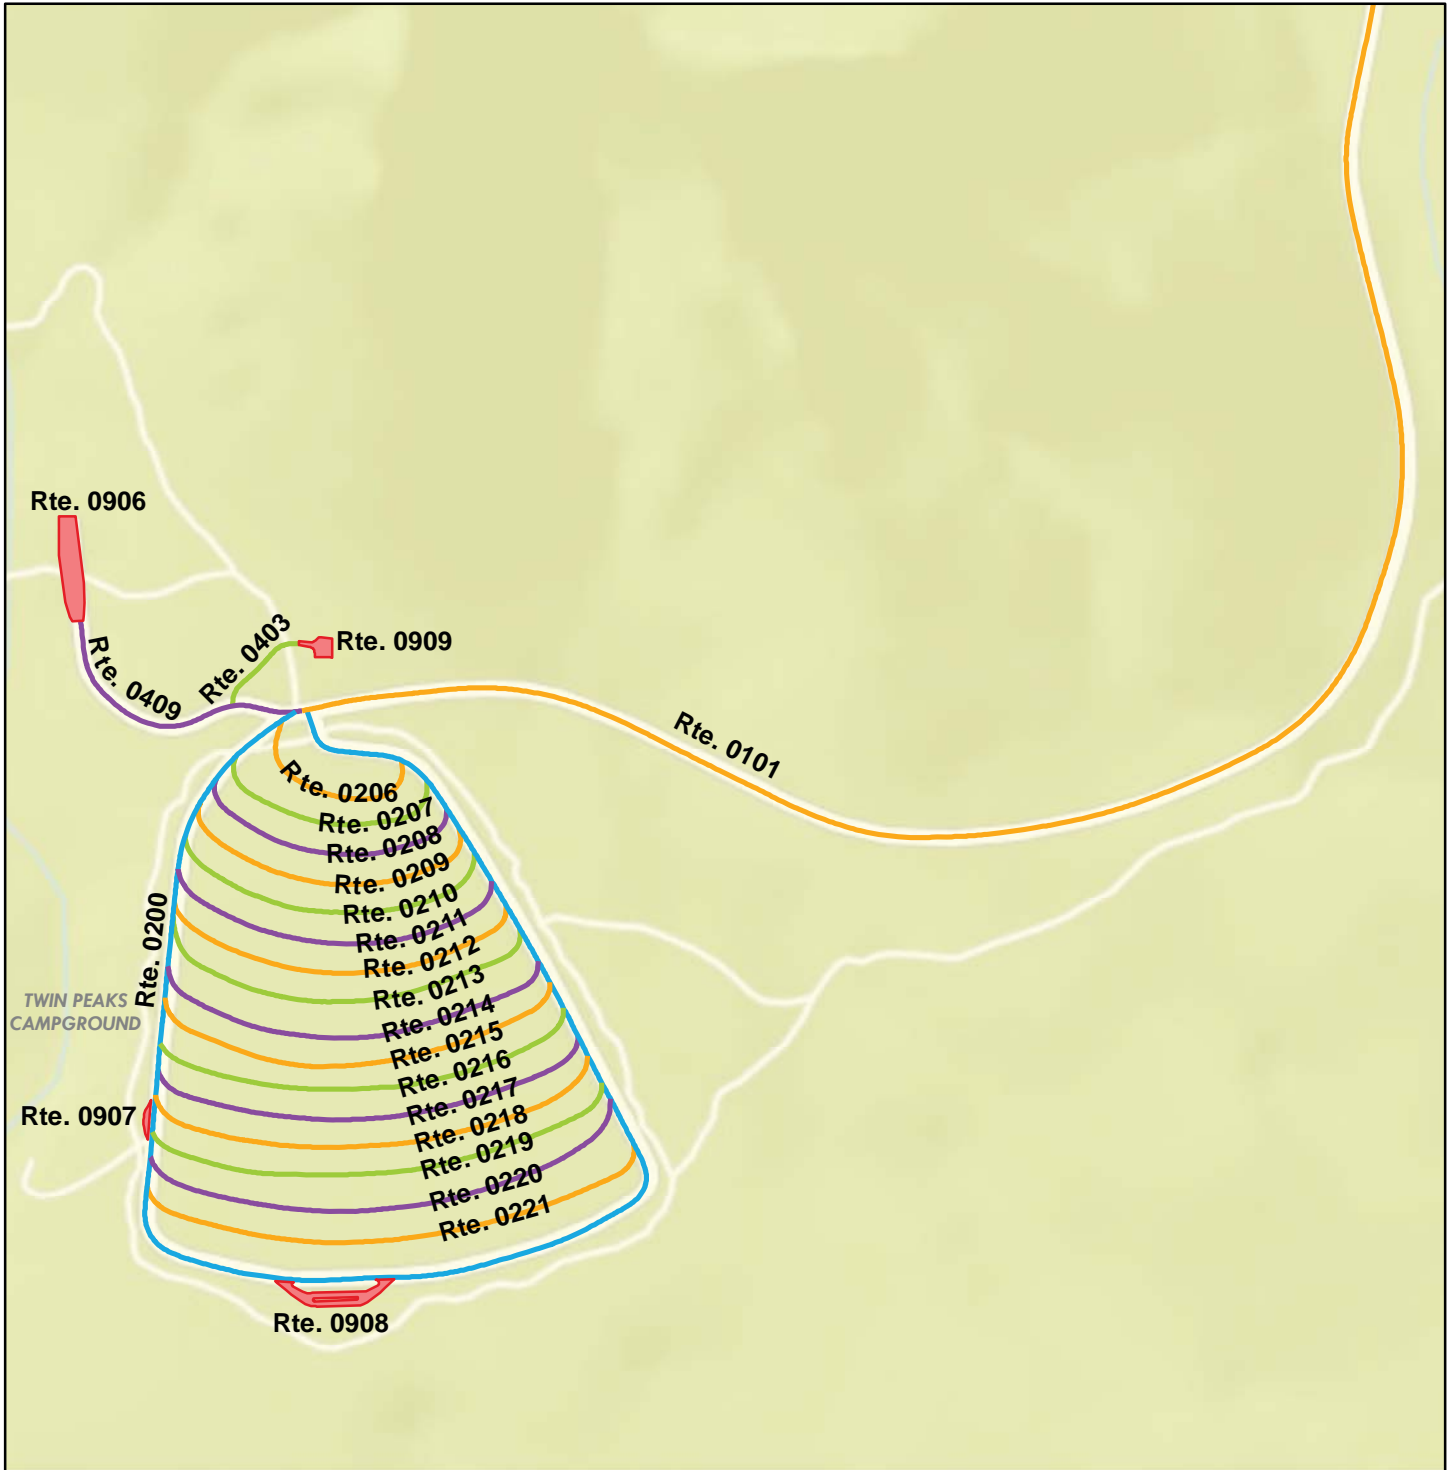 Rte. 0906
Rte. 0403
Rte. 0909
Rte. 0409
Rte. 0101
Rte. 0206
Rte. 0207
Rte. 0208
Rte. 0209
Rte. 0210
Rte. 0211
Rte. 0212
Rte. 0200
Rte. 0213
TWIN PEAKS
CAMPGROUND
Rte. 0214
Rte. 0215
Rte. 0216
Rte. 0217
Rte. 0907
Rte. 0218
Rte. 0219
Rte. 0220
Rte. 0221
Rte. 0908